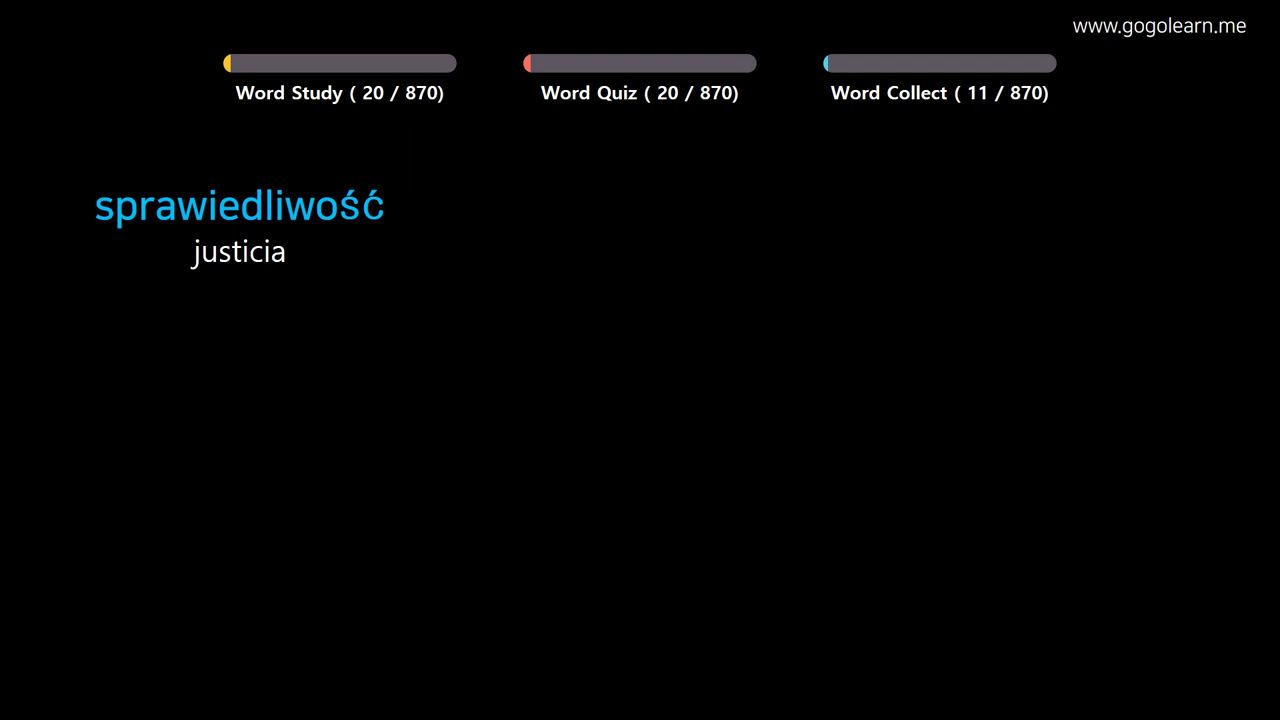 www.gogolearn.me
Word Study ( 20 / 870)
Word Quiz ( 20 / 870)
Word Collect ( 11 / 870)
sprawiedliwość
justicia